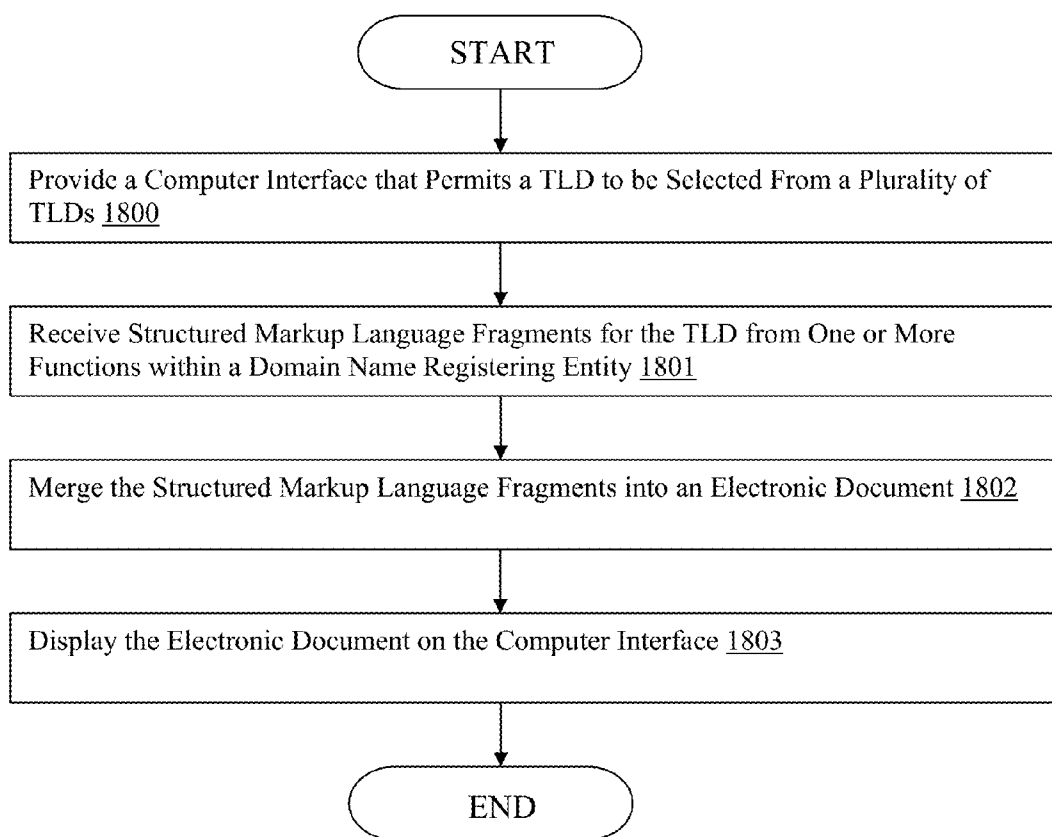 START
Provide a Computer Interface that Permits a TLD to be Selected From a Plurality of
TLDs 1800
Receive Structured Markup Language Fragments for the TLD from One or More
Functions within a Domain Name Registering Entity 1801
Merge the Structured Markup Language Fragments into an Electronic Document 1802
Display the Electronic Document on the Computer Interface 1803
END